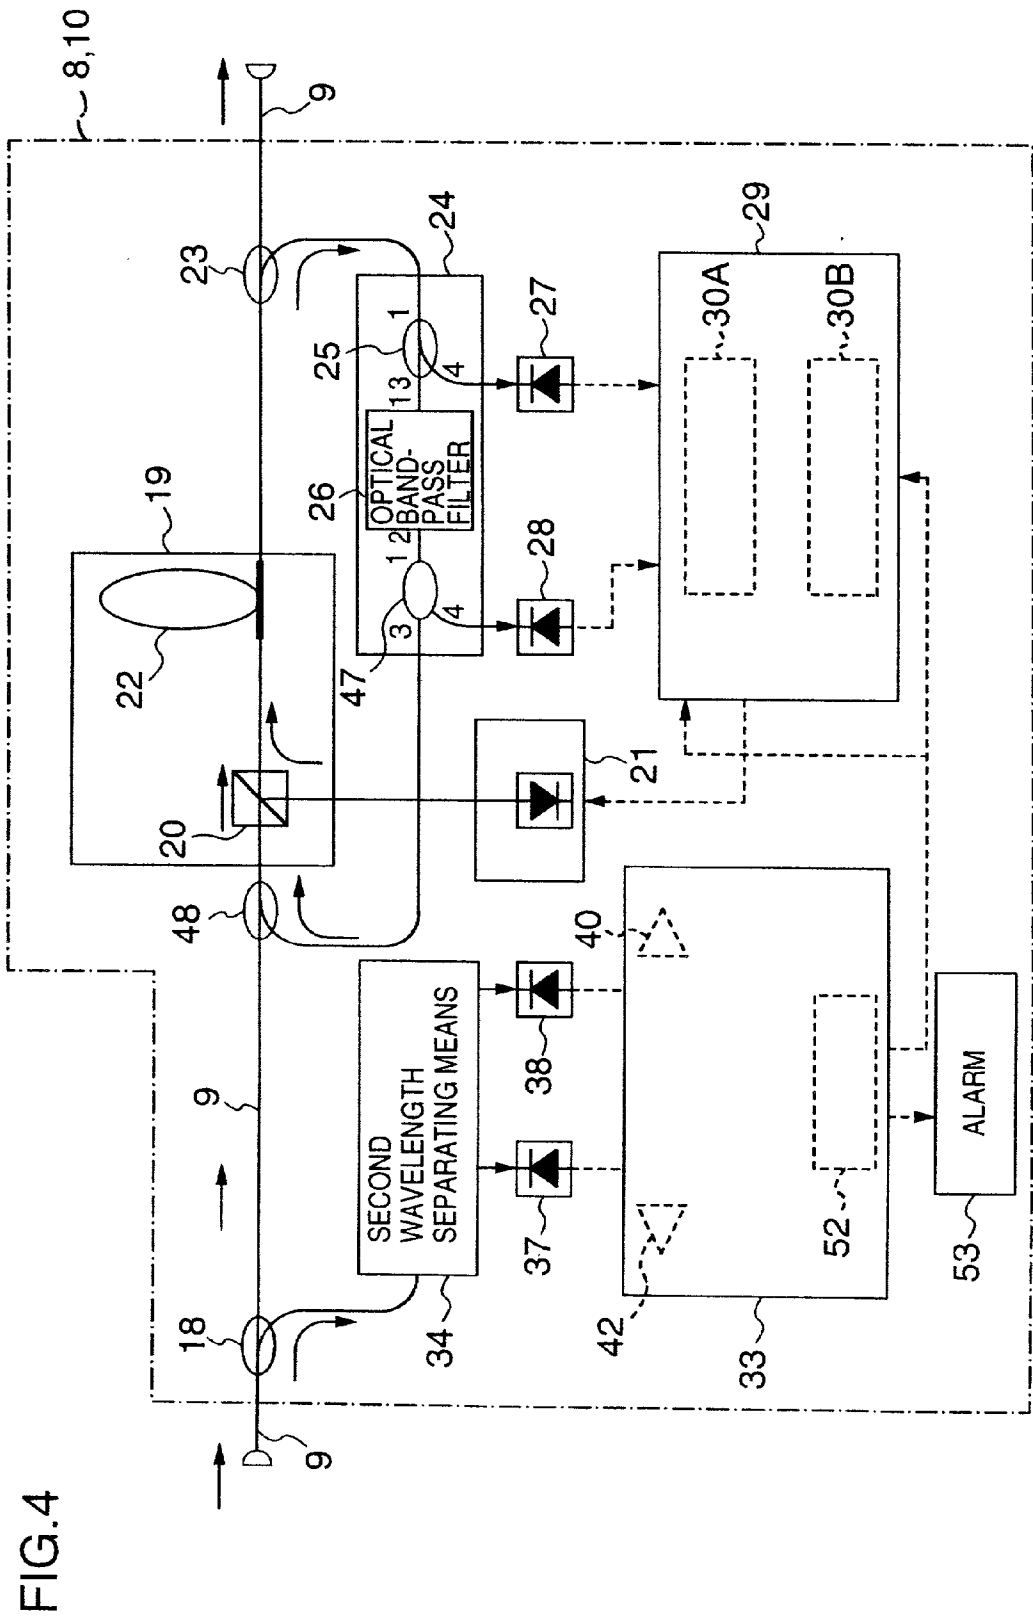 FIG.4
8,10
9
9
9
18
48
20
22
19
23
24
25
1
13
4
26
OPTICAL
BAND-
PASS
FILTER
12
47
3
4
27
28
29
30A
30B
21
SECOND
WAVELENGTH
SEPARATING MEANS
34
37
38
40
42
33
52
ALARM
53